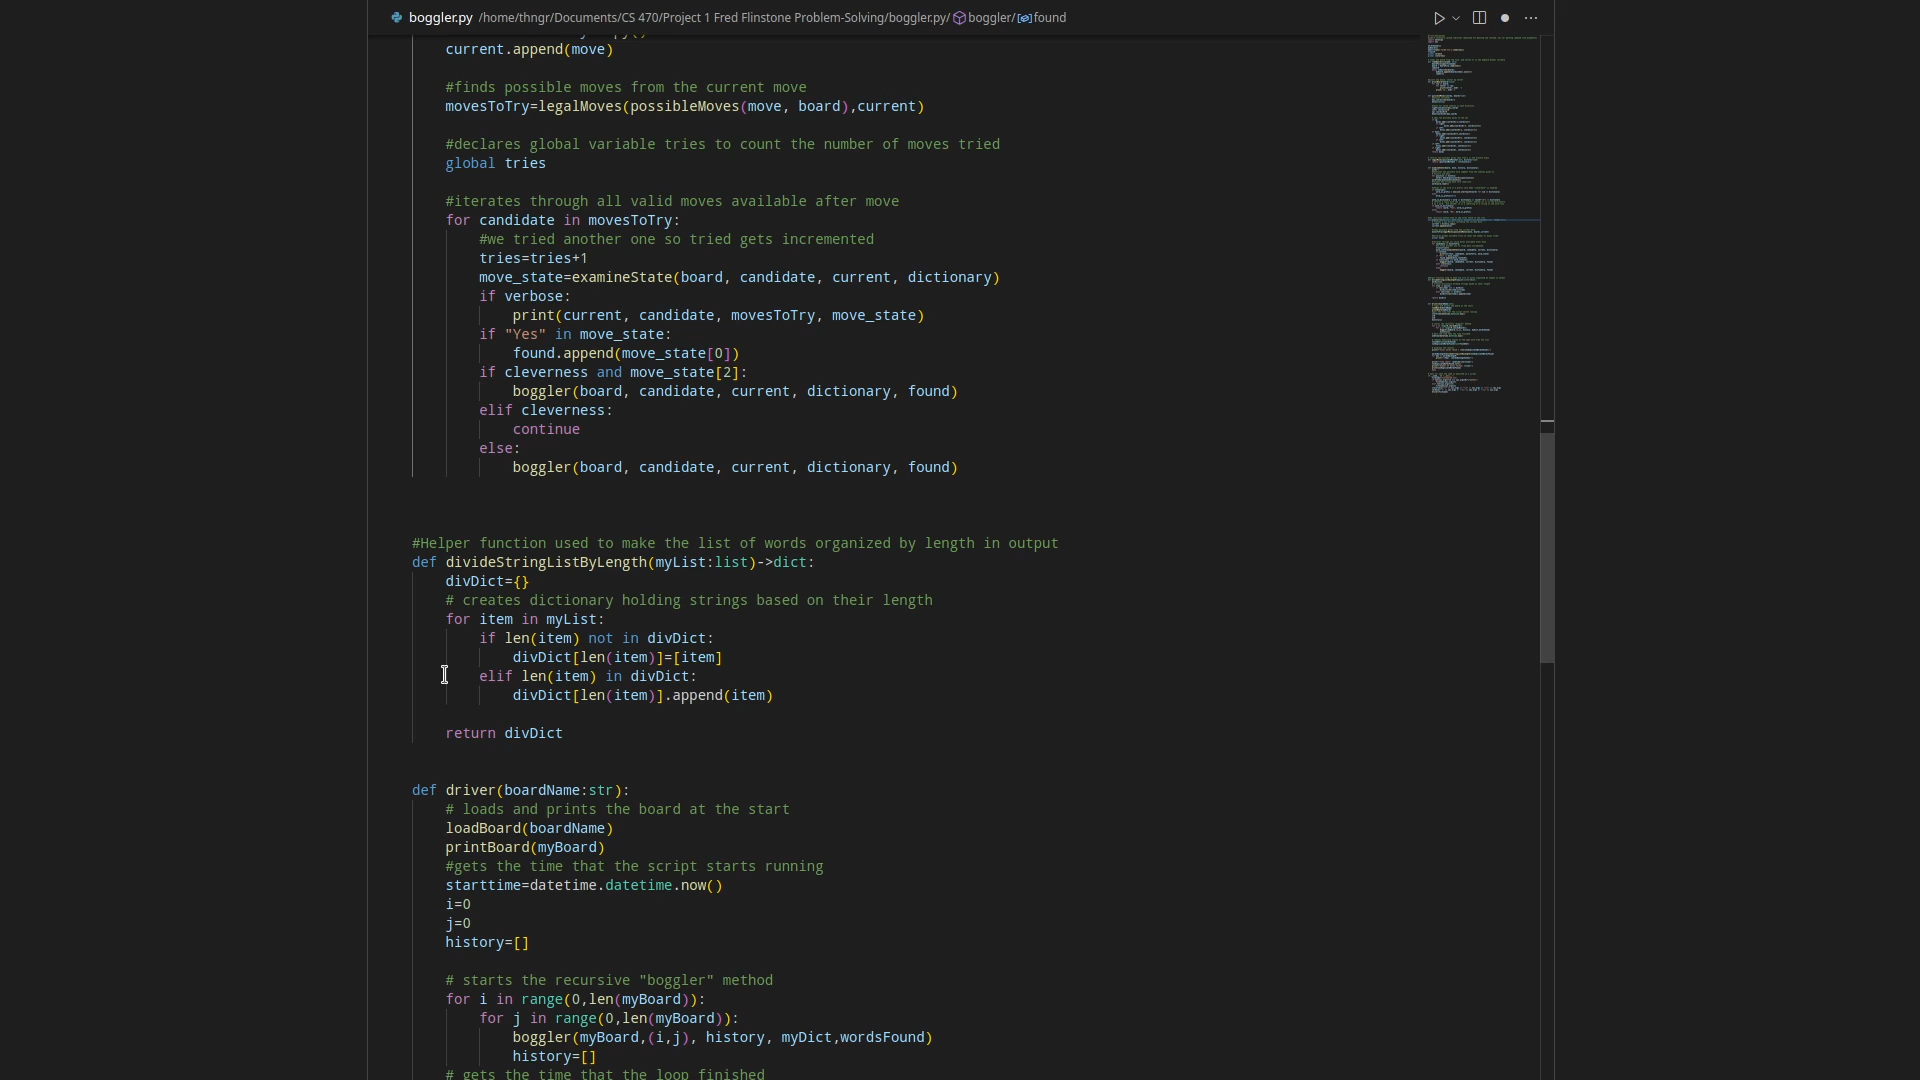 boggler.py /home/thngr/Documents/CS 470/Project 1 Fred Flinstone Problem-Solving/boggler.py/ boggler/ found
current.append(move)
#finds possible moves from the current move
movesToTry=legalMoves(possibleMoves(move, board),current)
#declares global variable tries to count the number of moves tried
global tries
#iterates through all valid moves available after move
for candidate in movesToTry:
#we tried another one so tried gets incremented
tries=tries+1
move_state=examineState(board, candidate, current, dictionary)
if verbose:
print(current, candidate, movesToTry, move_state)
if "Yes" in move_state:
found.append(move_state[0])
if cleverness and move_state[2]:
boggler(board, candidate, current, dictionary, found)
elif cleverness:
continue
else:
boggler(board, candidate, current, dictionary, found)
#Helper function used to make the list of words organized by length in output
def divideStringListByLength(myList:list)->dict:
divDict={}
# creates dictionary holding strings based on their length
for item in myList:
if len(item) not in divDict:
divDict[len(item)]=[item]
elif len(item) in divDict:
divDict[len(item)].append(item)
return divDict
def driver(boardName:str):
# loads and prints the board at the start
loadBoard(boardName)
printBoard(myBoard)
#gets the time that the script starts running
starttime=datetime.datetime.now()
i=0
j=0
history=[]
# starts the recursive "boggler" method
for i in range(0,len(myBoard)):
for j in range(0,len(myBoard)):
boggler(myBoard,(i,j), history, myDict,wordsFound)
history=[]
# gets the time that the loop finished